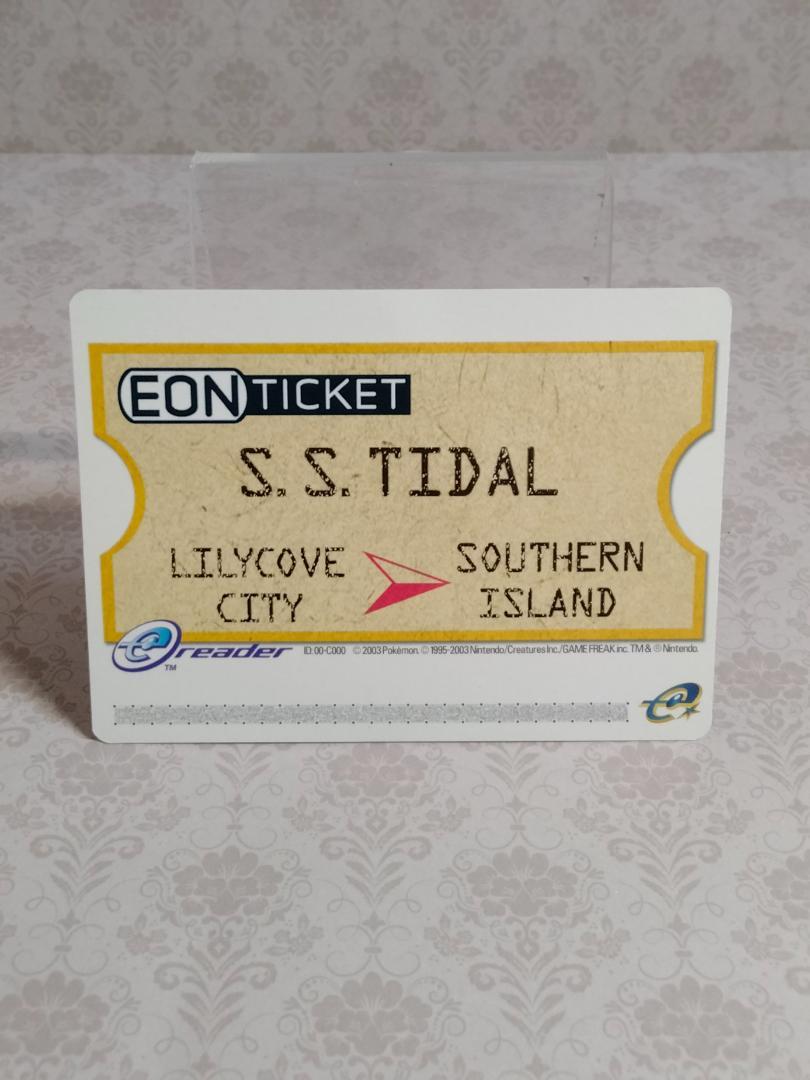 EON TICKET
S.S. TIDAL
LILYCOVE CITY
SOUTHERN ISLAND
e reader TM ID: 00-C000 © 2003 Pokémon. © 1995-2003 Nintendo/Creatures Inc./GAME FREAK inc. TM & ® Nintendo.